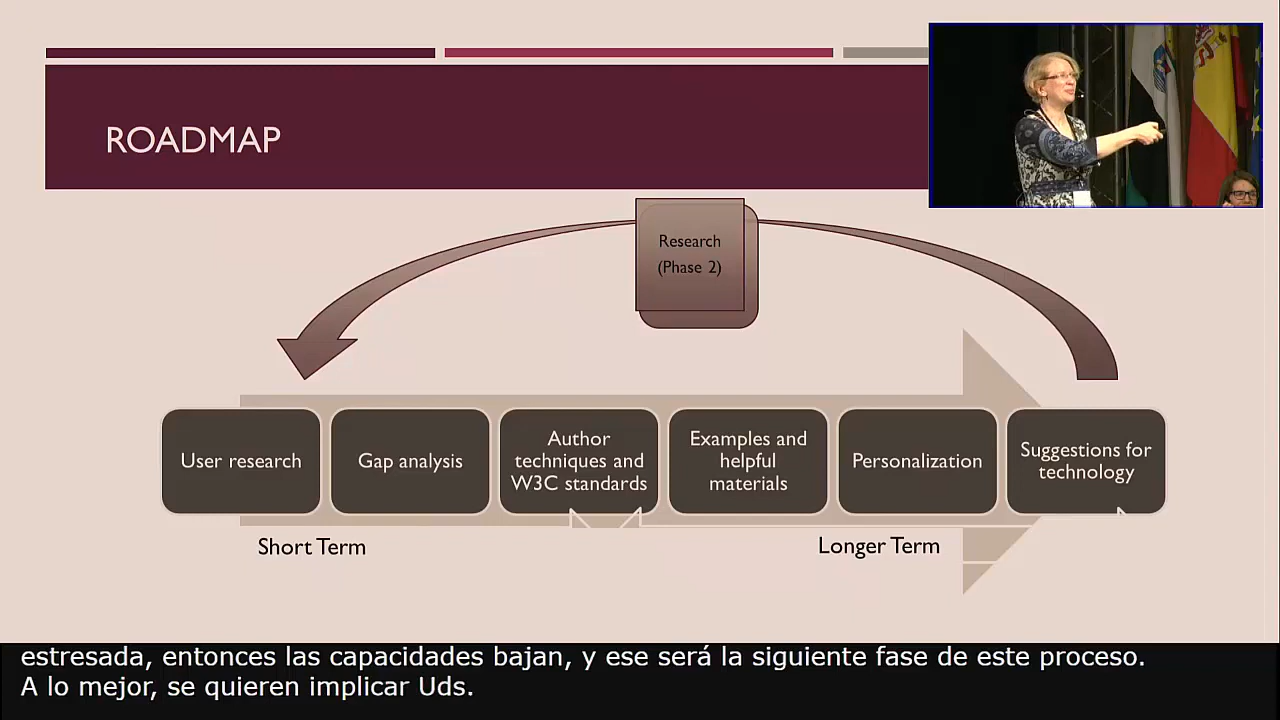 ROADMAP
Research
(Phase 2)
User research
Gap analysis
Author
techniques and
W3C standards
Examples and
helpful
materials
Personalization
Suggestions for
technology
Short Term
Longer Term
estresada, entonces las capacidades bajan, y ese será la siguiente fase de este proceso.
A lo mejor, se quieren implicar Uds.